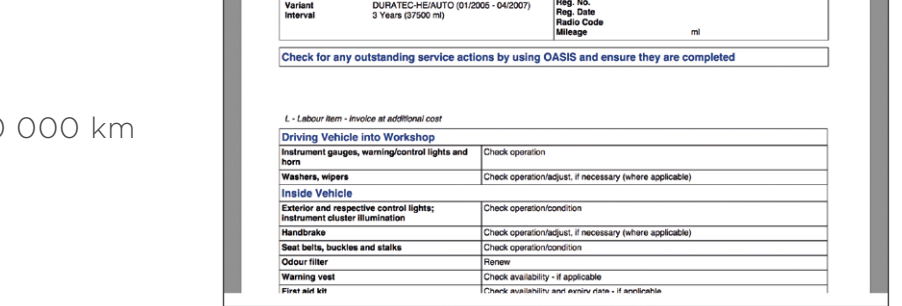 Variant DURATEC-HE/AUTO (01/2005 - 04/2007) Reg. No.
Interval 3 Years (37500 ml) Reg. Date
Radio Code
Mileage ml
Check for any outstanding service actions by using OASIS and ensure they are completed
0 000 km
L - Labour item - invoice at additional cost
Driving Vehicle into Workshop
Instrument gauges, warning/control lights and horn Check operation
Washers, wipers Check operation/adjust, if necessary (where applicable)
Inside Vehicle
Exterior and respective control lights; Check operation/condition
instrument cluster illumination
Handbrake Check operation/adjust, if necessary (where applicable)
Seat belts, buckles and stalks Check operation/condition
Odour filter Renew
Warning vest Check availability - if applicable
First aid kit Check availability and expiry date - if applicable